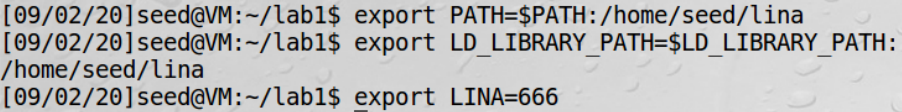 [09/02/20]seed@VM:~/lab1$ export PATH=$PATH:/home/seed/lina
[09/02/20]seed@VM:~/lab1$ export LD_LIBRARY_PATH=$LD_LIBRARY_PATH:
/home/seed/lina
[09/02/20]seed@VM:~/lab1$ export LINA=666